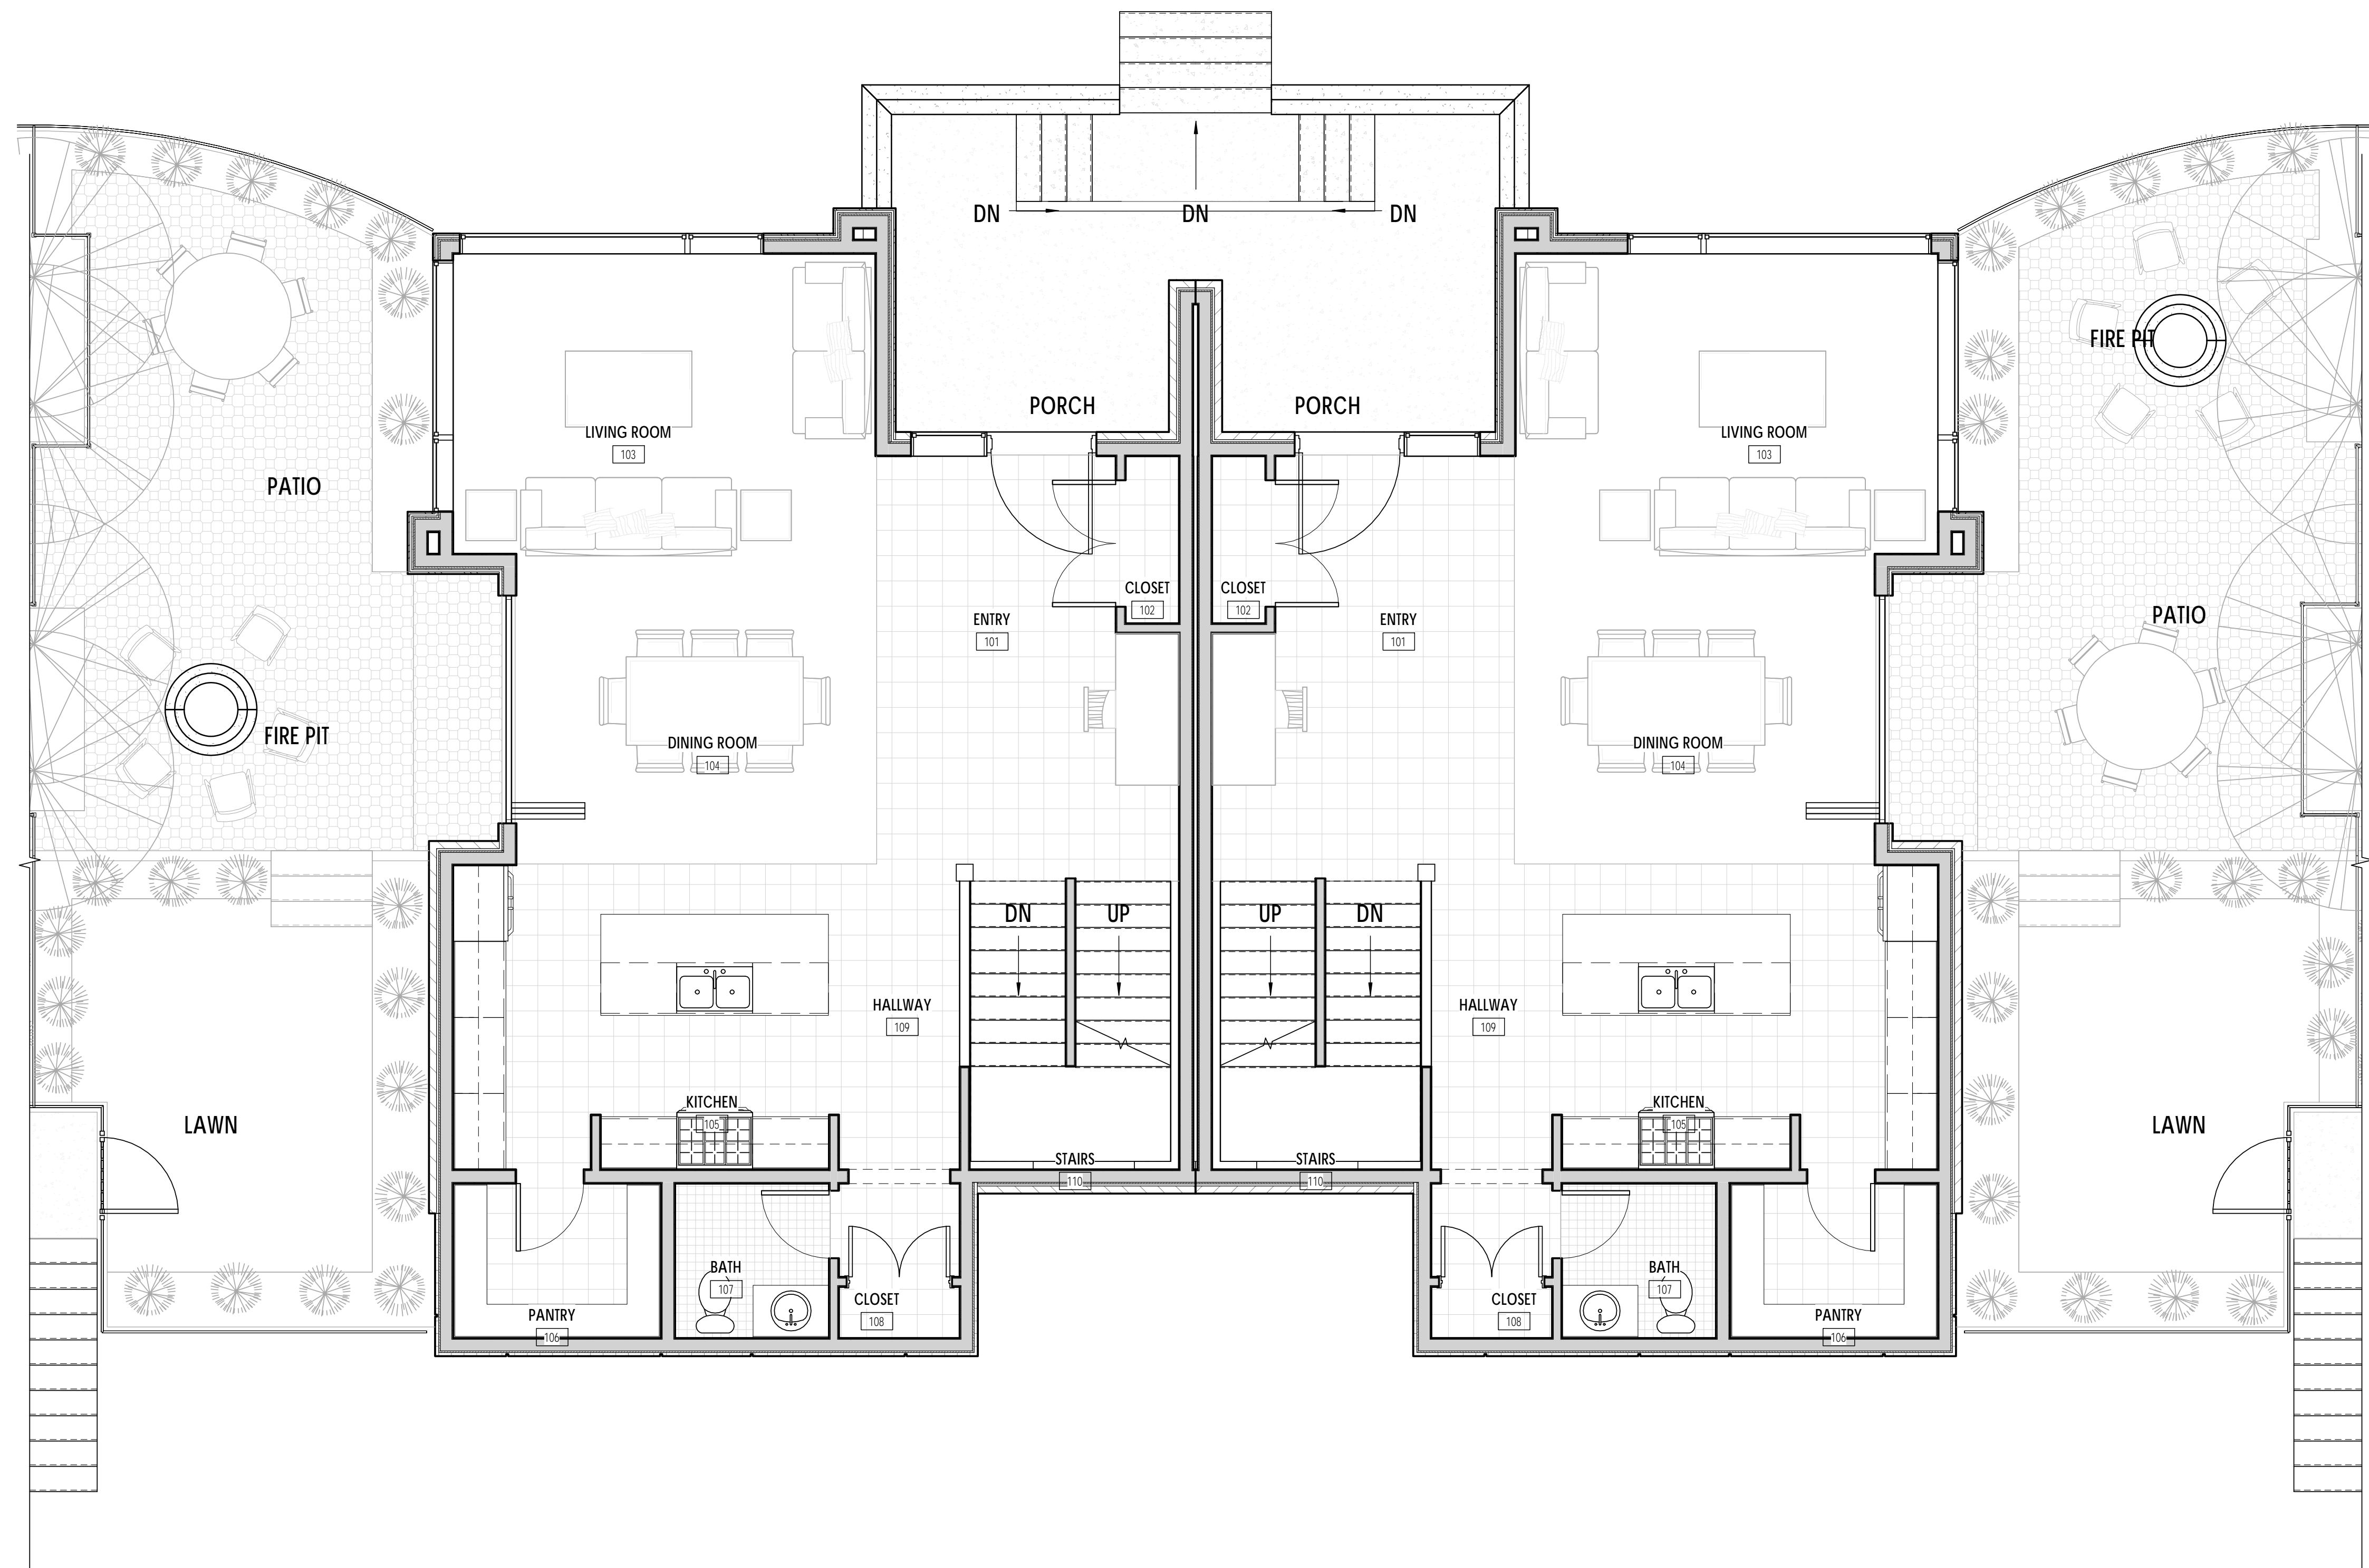 DN
DN
DN
PORCH
PORCH
LIVING ROOM
103
LIVING ROOM
103
FIRE PIT
PATIO
CLOSET
102
CLOSET
102
ENTRY
101
ENTRY
101
PATIO
FIRE PIT
DINING ROOM
104
DINING ROOM
104
DN
UP
UP
DN
HALLWAY
109
HALLWAY
109
KITCHEN
105
KITCHEN
105
LAWN
LAWN
STAIRS
110
STAIRS
110
BATH
107
BATH
107
CLOSET
108
CLOSET
108
PANTRY
106
PANTRY
106